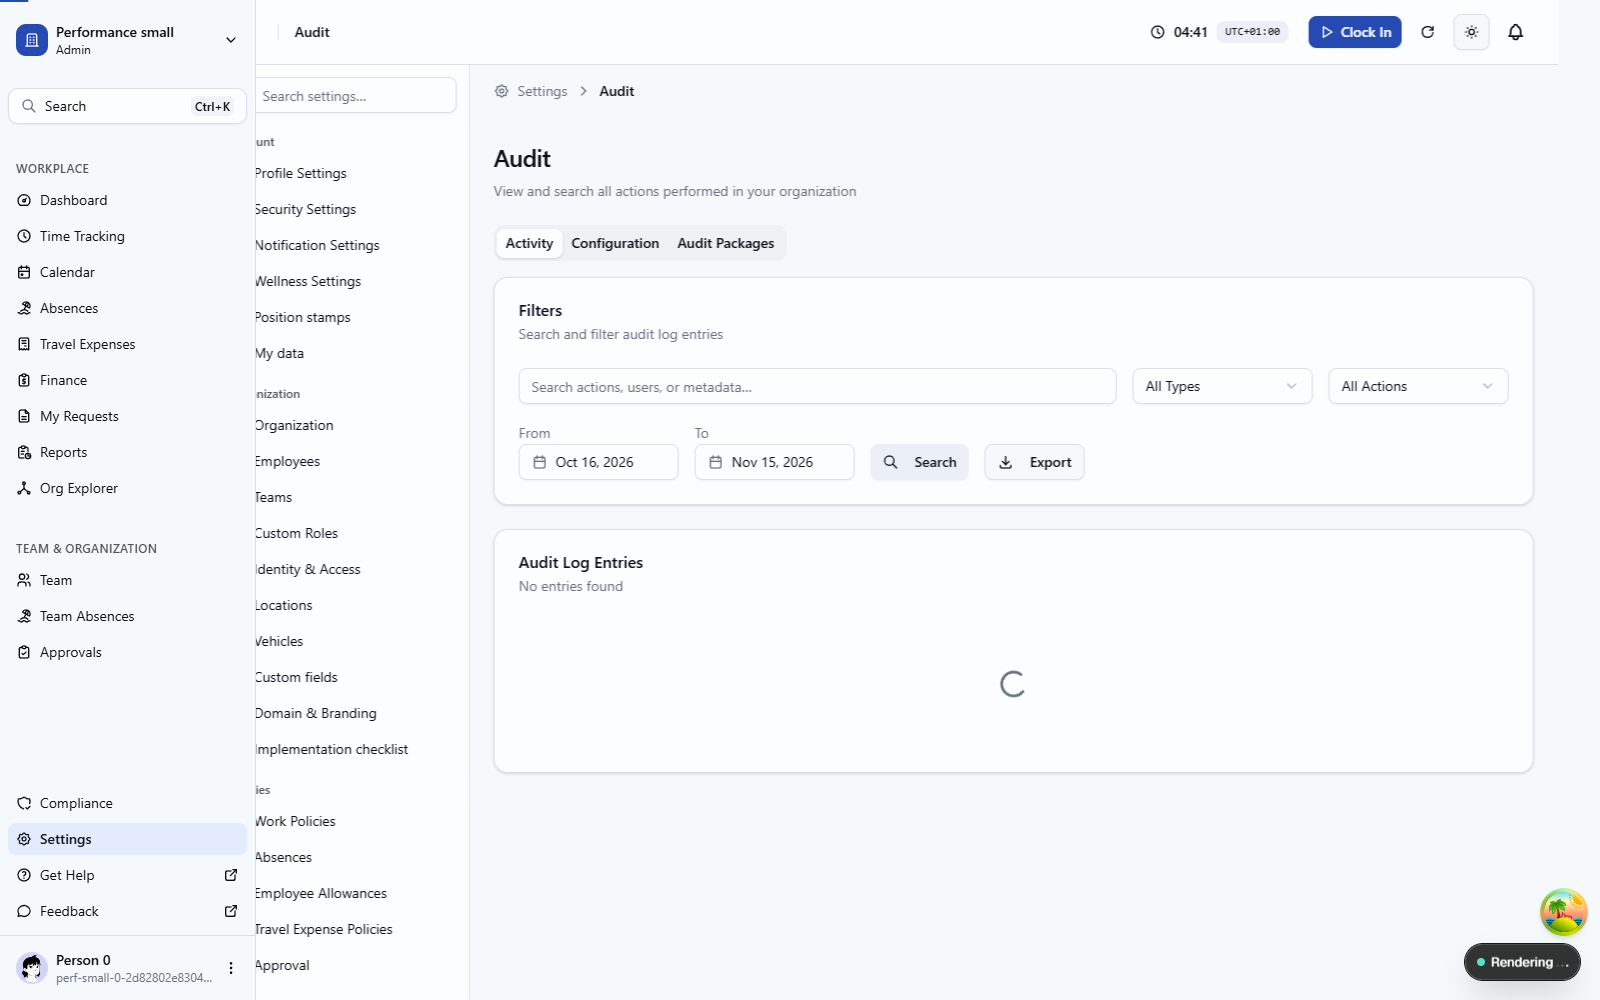 Performance small
Admin
Search
Ctrl+K
WORKPLACE
Dashboard
Time Tracking
Calendar
Absences
Travel Expenses
Finance
My Requests
Reports
Org Explorer
TEAM & ORGANIZATION
Team
Team Absences
Approvals
Compliance
Settings
Get Help
Feedback
Person 0
perf-small-0-2d82802e8304...
Audit
04:41
UTC+01:00
Clock In
Search settings...
unt
Profile Settings
Security Settings
Notification Settings
Wellness Settings
Position stamps
My data
nization
Organization
Employees
Teams
Custom Roles
Identity & Access
Locations
Vehicles
Custom fields
Domain & Branding
Implementation checklist
ies
Work Policies
Absences
Employee Allowances
Travel Expense Policies
Approval
Settings
Audit
Audit
View and search all actions performed in your organization
Activity
Configuration
Audit Packages
Filters
Search and filter audit log entries
Search actions, users, or metadata...
All Types
All Actions
From
To
Oct 16, 2026
Nov 15, 2026
Search
Export
Audit Log Entries
No entries found
Rendering ...